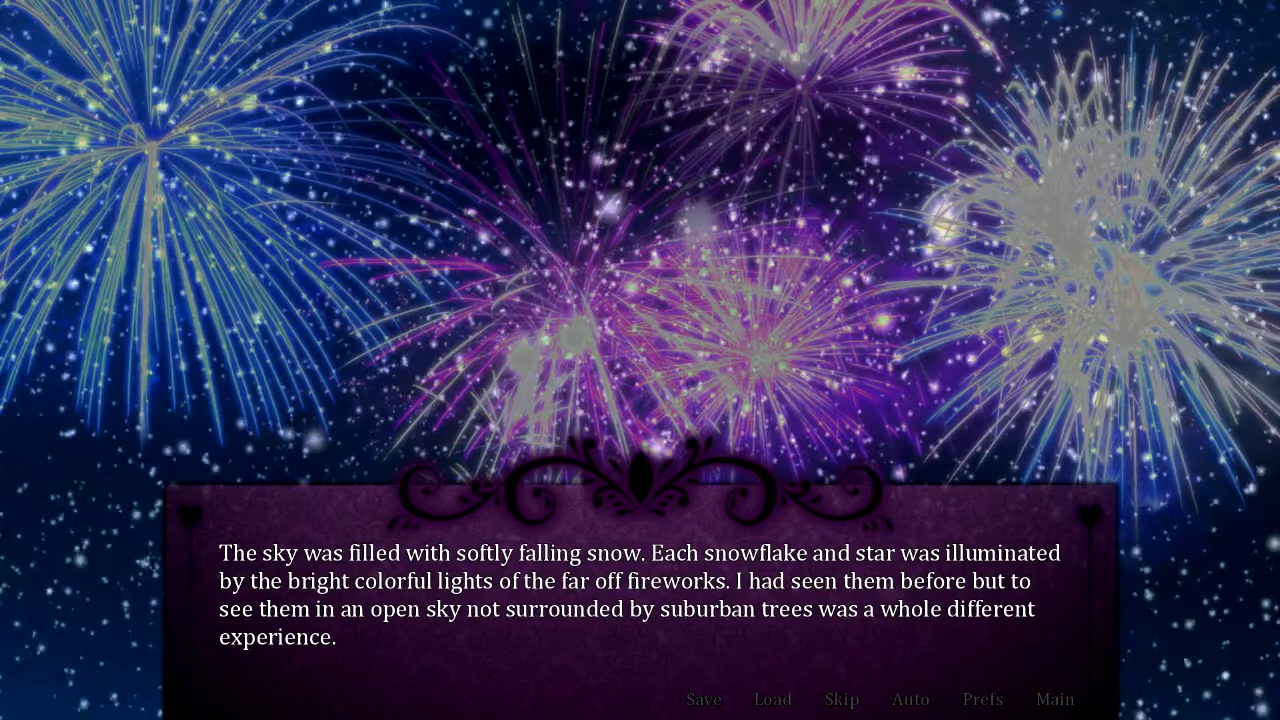 The sky was filled with softly falling snow. Each snowflake and star was illuminated
by the bright colorful lights of the far off fireworks. I had seen them before but to
see them in an open sky not surrounded by suburban trees was a whole different
experience.
Save Load Skip Auto Prefs Main